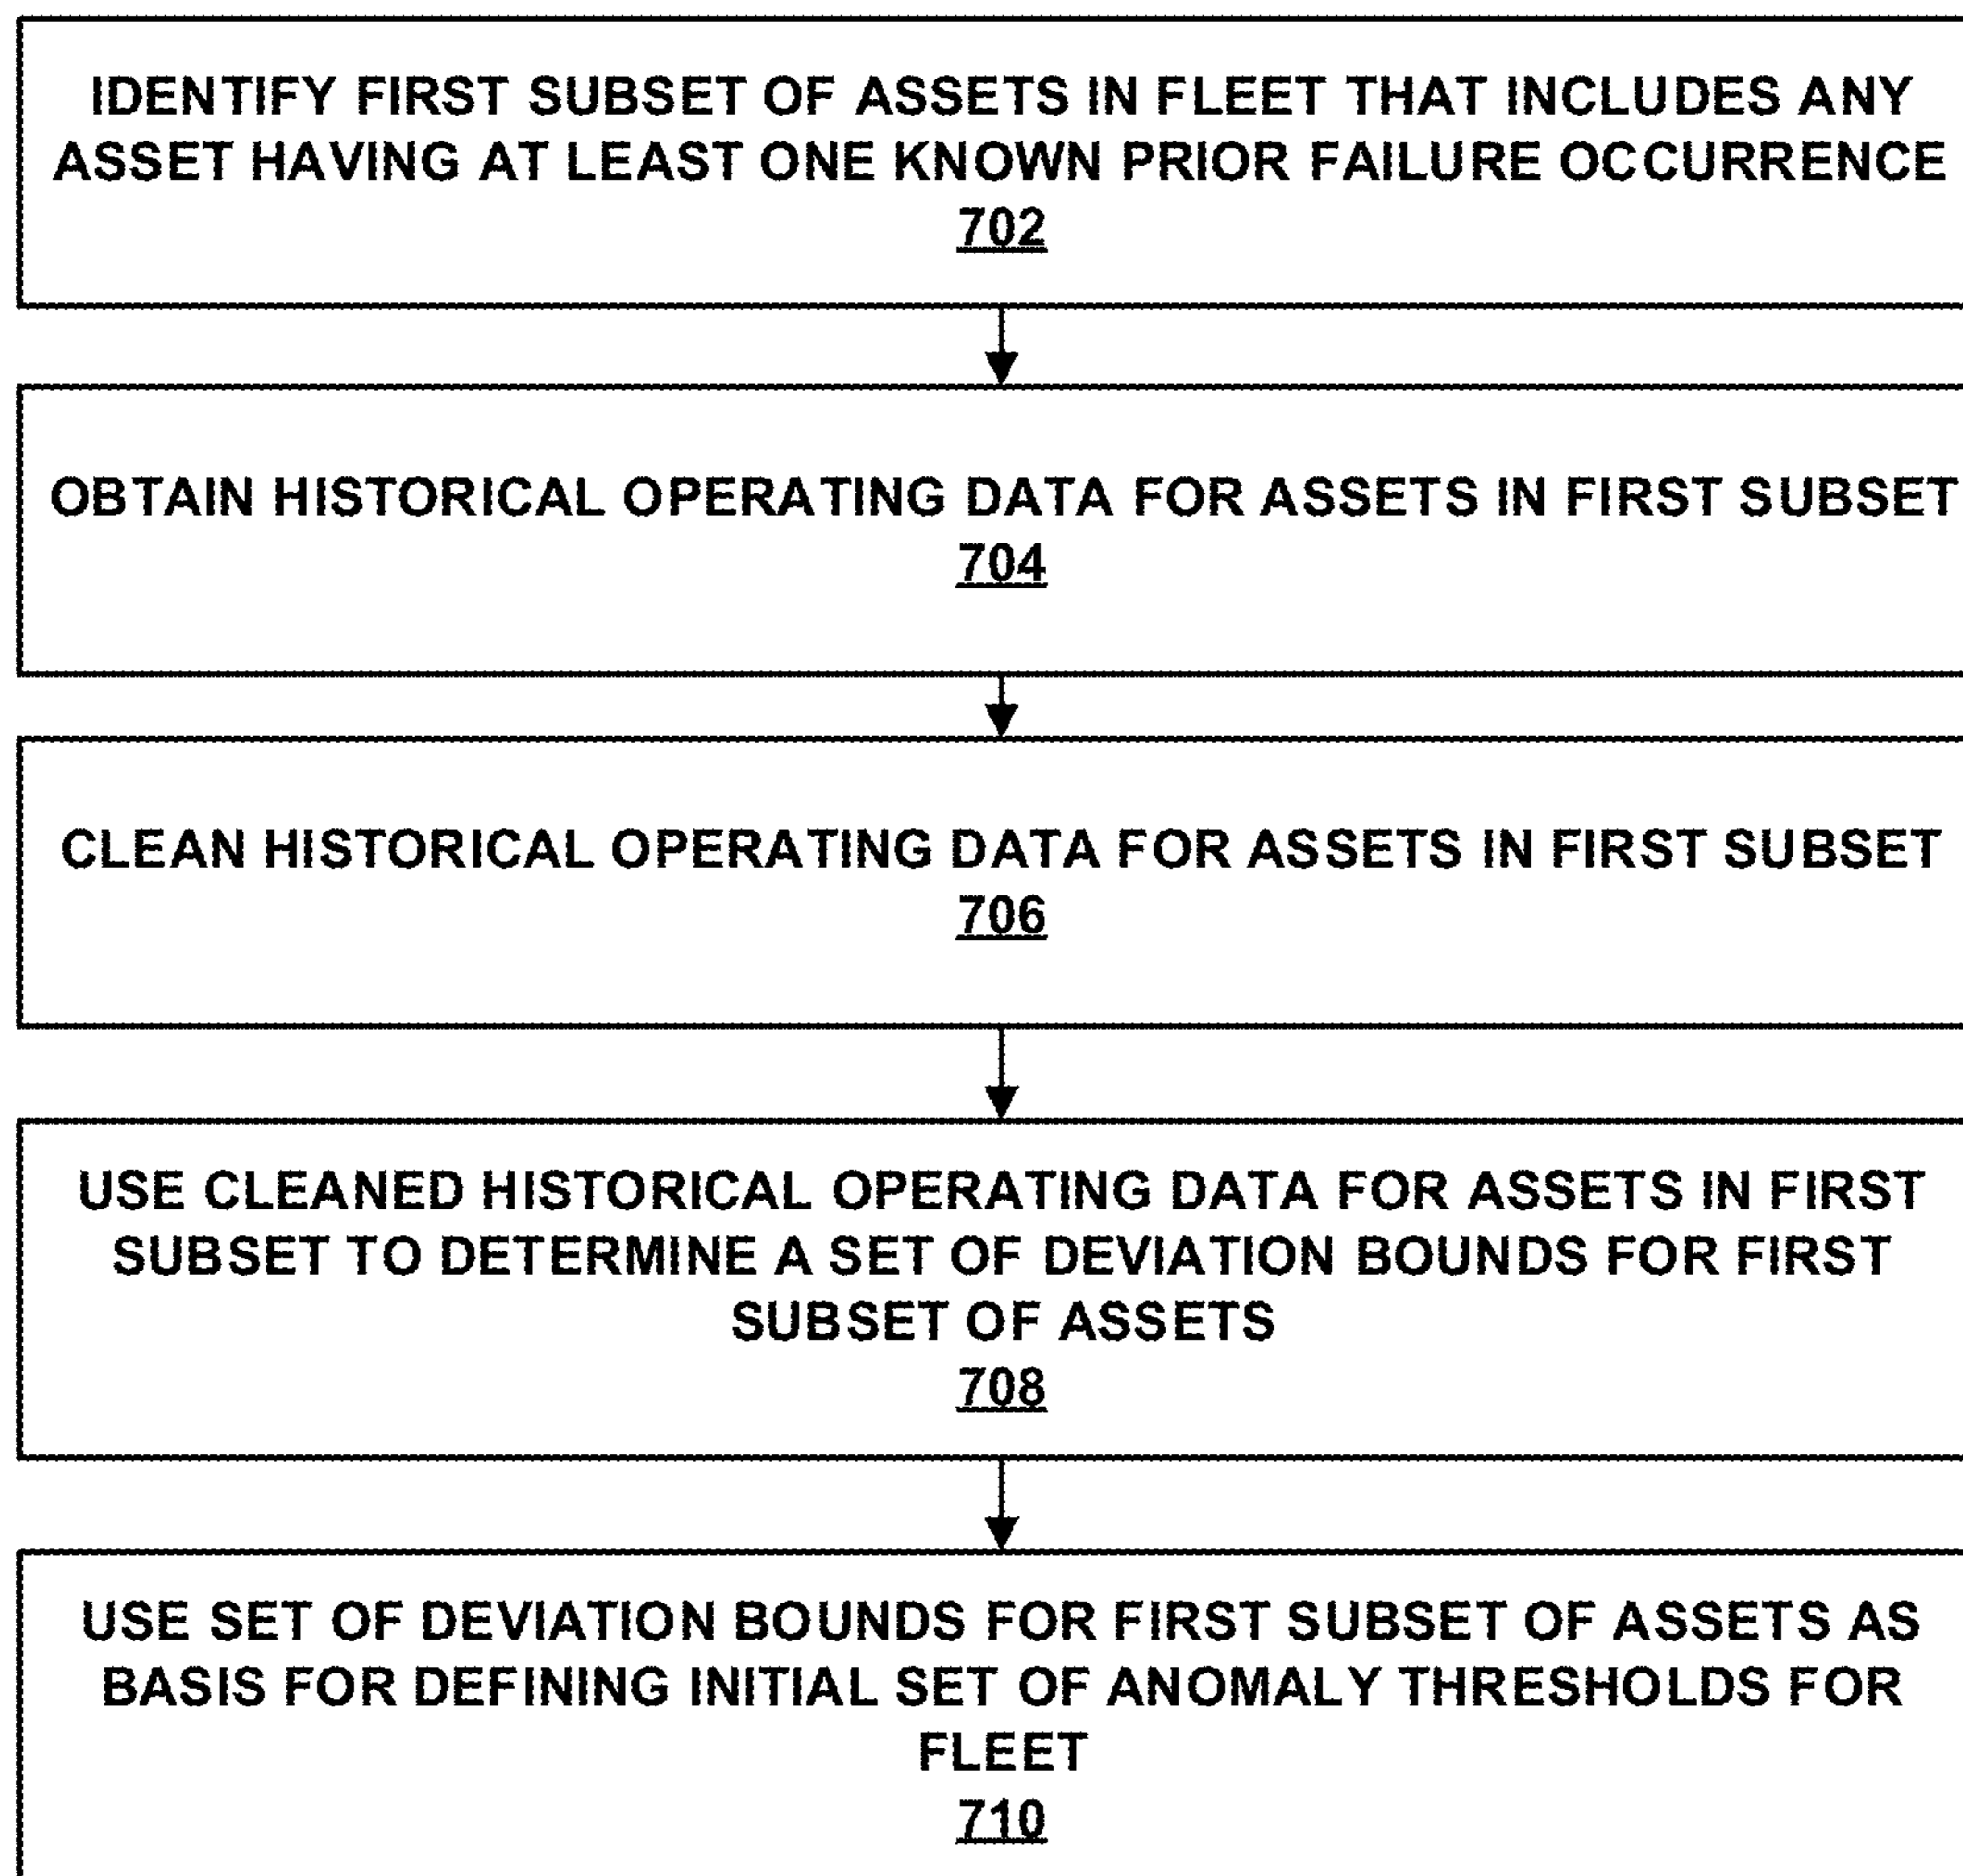 IDENTIFY FIRST SUBSET OF ASSETS IN FLEET THAT INCLUDES ANY
ASSET HAVING AT LEAST ONE KNOWN PRIOR FAILURE OCCURRENCE
702
OBTAIN HISTORICAL OPERATING DATA FOR ASSETS IN FIRST SUBSET
704
CLEAN HISTORICAL OPERATING DATA FOR ASSETS IN FIRST SUBSET
706
USE CLEANED HISTORICAL OPERATING DATA FOR ASSETS IN FIRST
SUBSET TO DETERMINE A SET OF DEVIATION BOUNDS FOR FIRST
SUBSET OF ASSETS
708
USE SET OF DEVIATION BOUNDS FOR FIRST SUBSET OF ASSETS AS
BASIS FOR DEFINING INITIAL SET OF ANOMALY THRESHOLDS FOR
FLEET
710